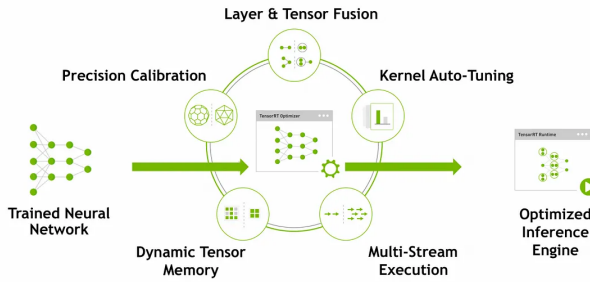 Layer & Tensor Fusion
Precision Calibration
Kernel Auto-Tuning
TensorRT Optimizer
TensorRT Runtime
Trained Neural
Network
Dynamic Tensor
Memory
Multi-Stream
Execution
Optimized
Inference
Engine